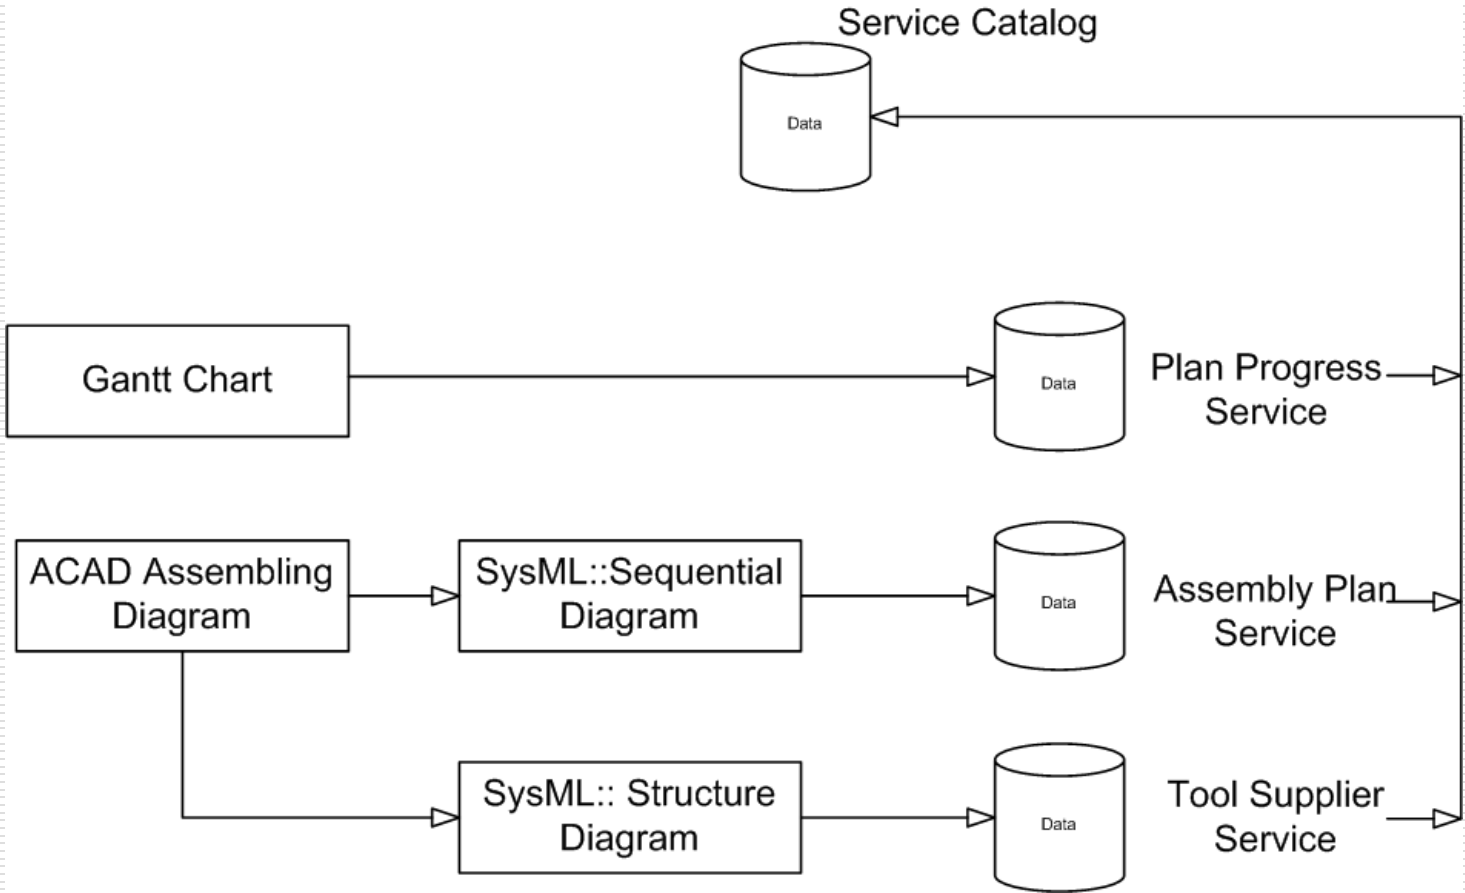 Service Catalog
Data
Gantt Chart
Data
Plan Progress
Service
ACAD Assembling
Diagram
SysML::Sequential
Diagram
Data
Assembly Plan
Service
SysML:: Structure
Diagram
Data
Tool Supplier
Service